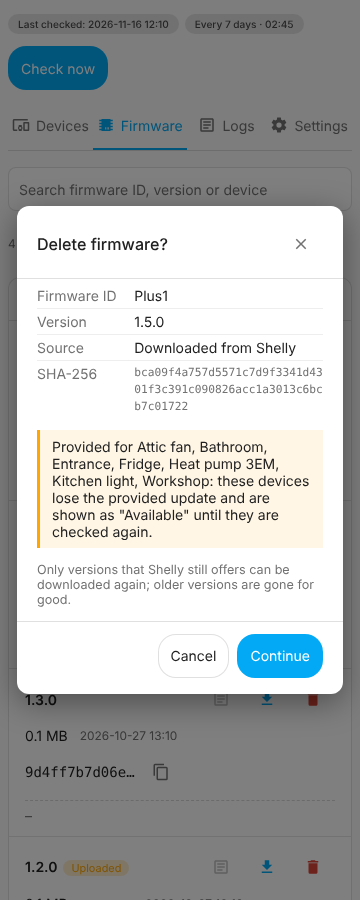 Last checked: 2026-11-16 12:10 Every 7 days · 02:45
Check now
Devices Firmware Logs Settings
Search firmware ID, version or device
4
Delete firmware?
Firmware ID Plus1
Version 1.5.0
Source Downloaded from Shelly
SHA-256 bca09f4a757d5571c7d9f3341d43
01f3c391c090826acc1a3013c6bc
b7c01722
Provided for Attic fan, Bathroom,
Entrance, Fridge, Heat pump 3EM,
Kitchen light, Workshop: these devices
lose the provided update and are
shown as "Available" until they are
checked again.
Only versions that Shelly still offers can be
downloaded again; older versions are gone for
good.
Cancel Continue
1.3.0
0.1 MB 2026-10-27 13:10
9d4ff7b7d06e…
–
1.2.0 Uploaded